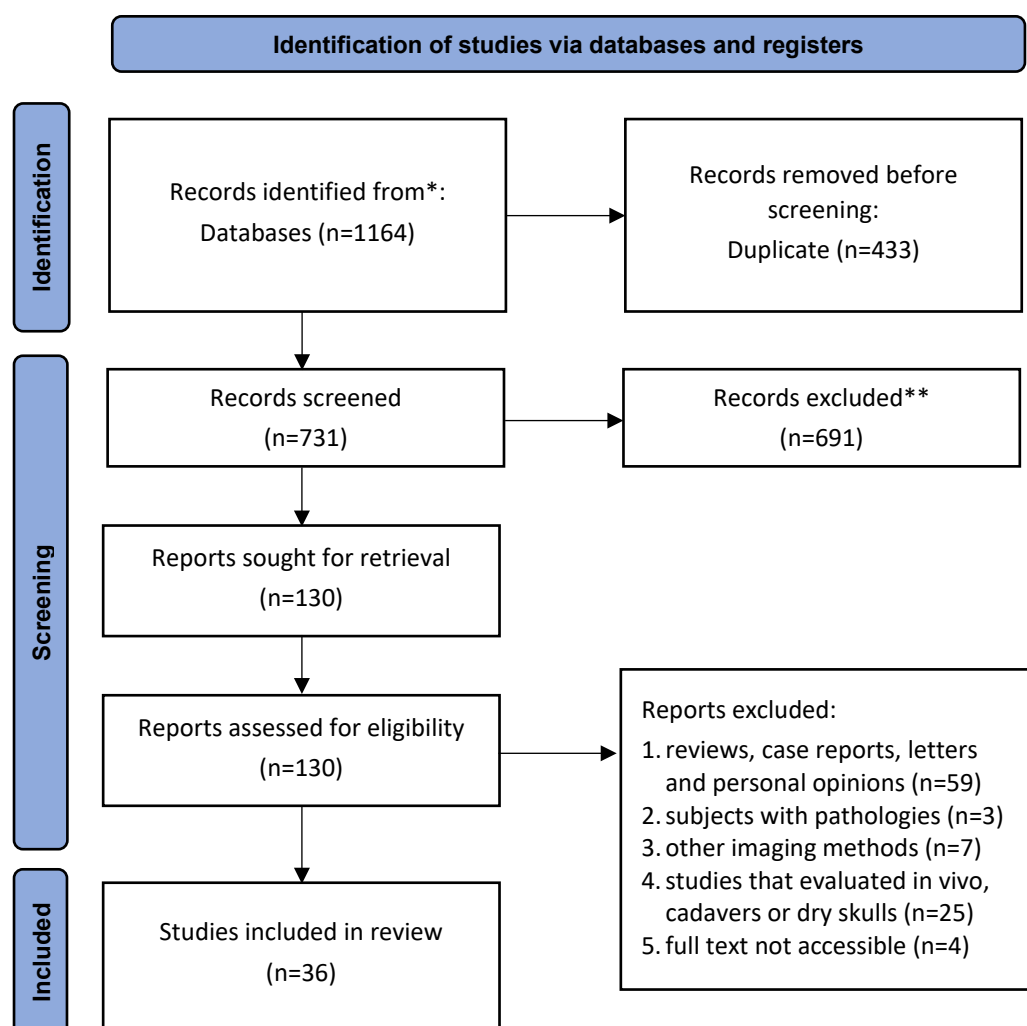 Identification of studies via databases and registers
Identification
Records identified from*:
Databases (n=1164)
Records removed before
screening:
Duplicate (n=433)
Screening
Records screened
(n=731)
Records excluded**
(n=691)
Reports sought for retrieval
(n=130)
Reports assessed for eligibility
(n=130)
Reports excluded:
1. reviews, case reports, letters
and personal opinions (n=59)
2. subjects with pathologies (n=3)
3. other imaging methods (n=7)
4. studies that evaluated in vivo,
cadavers or dry skulls (n=25)
5. full text not accessible (n=4)
Included
Studies included in review
(n=36)